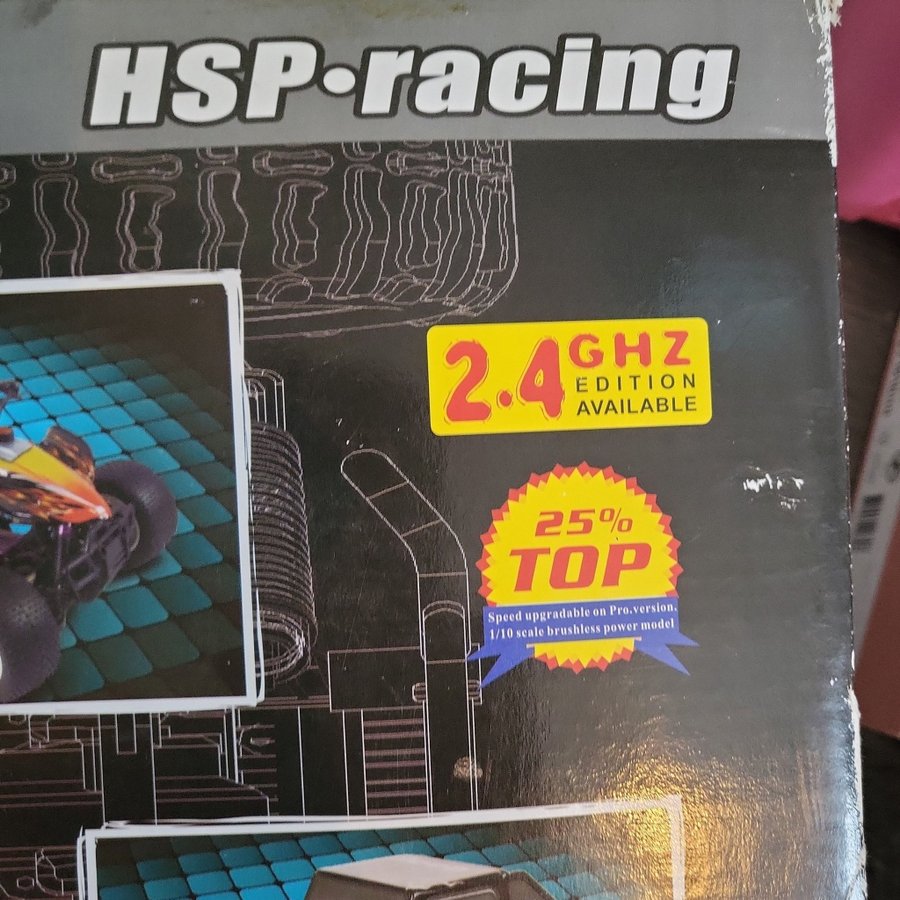 HSP·racing
2.4 GHZ
EDITION
AVAILABLE
25%
TOP
Speed upgradable on Pro.version.
1/10 scale brushless power model